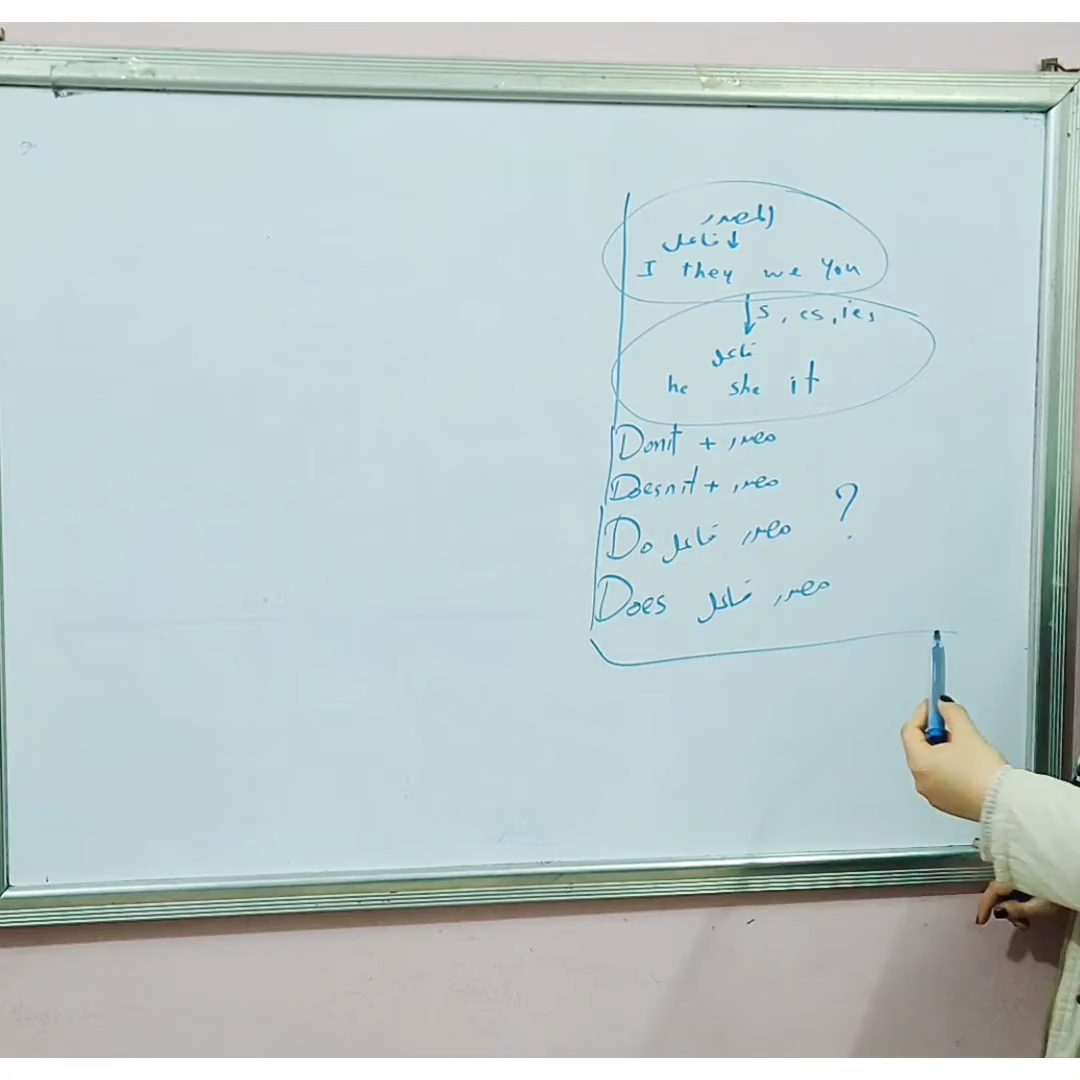 المصدر
فاعل ↓
I they we You
↓ s, es, ies
فاعل
he she it
Don't + مصدر
Doesn't + مصدر
Do فاعل مصدر ?
Does فاعل مصدر